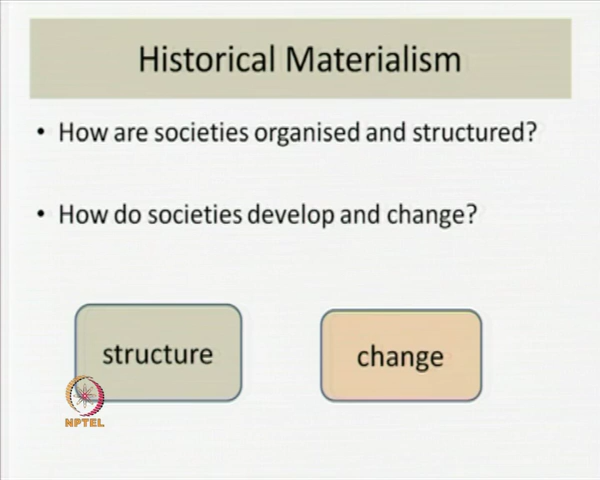 Historical Materialism
• How are societies organised and structured?
• How do societies develop and change?
structure
change
NPTEL